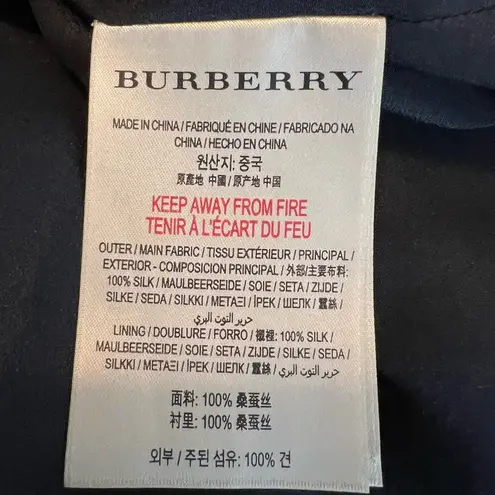 BURBERRY
MADE IN CHINA / FABRIQUÉ EN CHINE / FABRICADO NA
CHINA / HECHO EN CHINA
원산지: 중국
原產地 中國 / 原产地 中国
KEEP AWAY FROM FIRE
TENIR À L'ÉCART DU FEU
OUTER / MAIN FABRIC / TISSU EXTÉRIEUR / PRINCIPAL /
EXTERIOR - COMPOSICION PRINCIPAL / 外部/主要布料:
100% SILK / MAULBEERSEIDE / SOIE / SETA / ZIJDE /
SILKE / SEDA / SILKKI / ΜΕΤΑΞΙ / İPEK / ШЕЛК / 蠶絲 /
حرير التوت البري /
LINING / DOUBLURE / FORRO / 襯裡: 100% SILK /
MAULBEERSEIDE / SOIE / SETA / ZIJDE / SILKE / SEDA /
SILKKI / ΜΕΤΑΞΙ / İPEK / ШЕЛК / 蠶絲 / حرير التوت البري /
面料: 100% 桑蚕丝
衬里: 100% 桑蚕丝
외부 / 주된 섬유: 100% 견